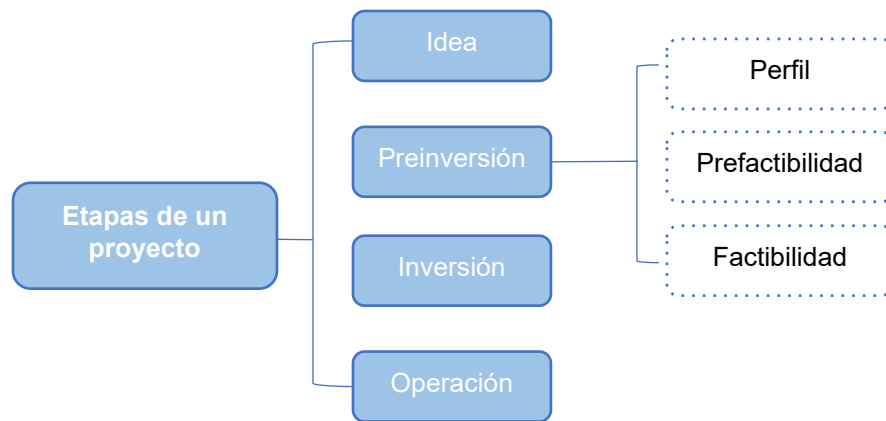 Etapas de un
proyecto
Idea
Preinversión
Inversión
Operación
Perfil
Prefactibilidad
Factibilidad